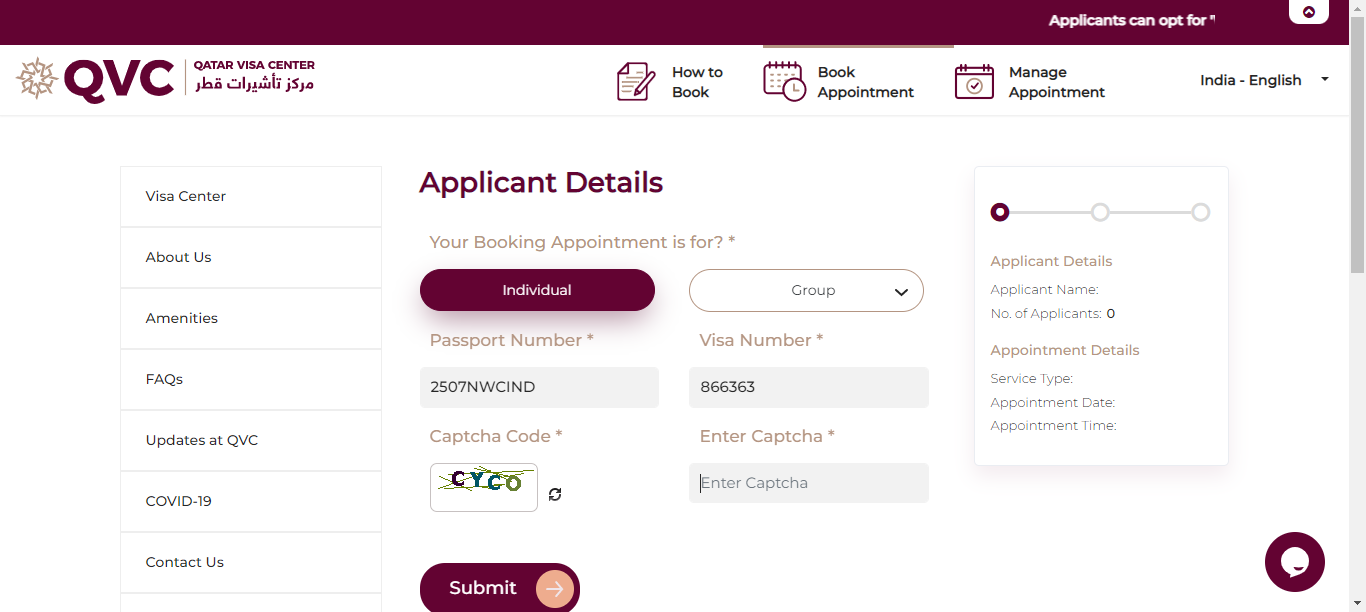 Applicants can opt for "
QVC
QATAR VISA CENTER
مركز تأشيرات قطر
How to
Book
Book
Appointment
Manage
Appointment
India - English
Visa Center
About Us
Amenities
FAQs
Updates at QVC
COVID-19
Contact Us
Applicant Details
Your Booking Appointment is for? *
Individual
Group
Passport Number *
Visa Number *
2507NWCIND
866363
Captcha Code *
Enter Captcha *
CYCO
Enter Captcha
Submit
Applicant Details
Applicant Name:
No. of Applicants: 0
Appointment Details
Service Type:
Appointment Date:
Appointment Time: